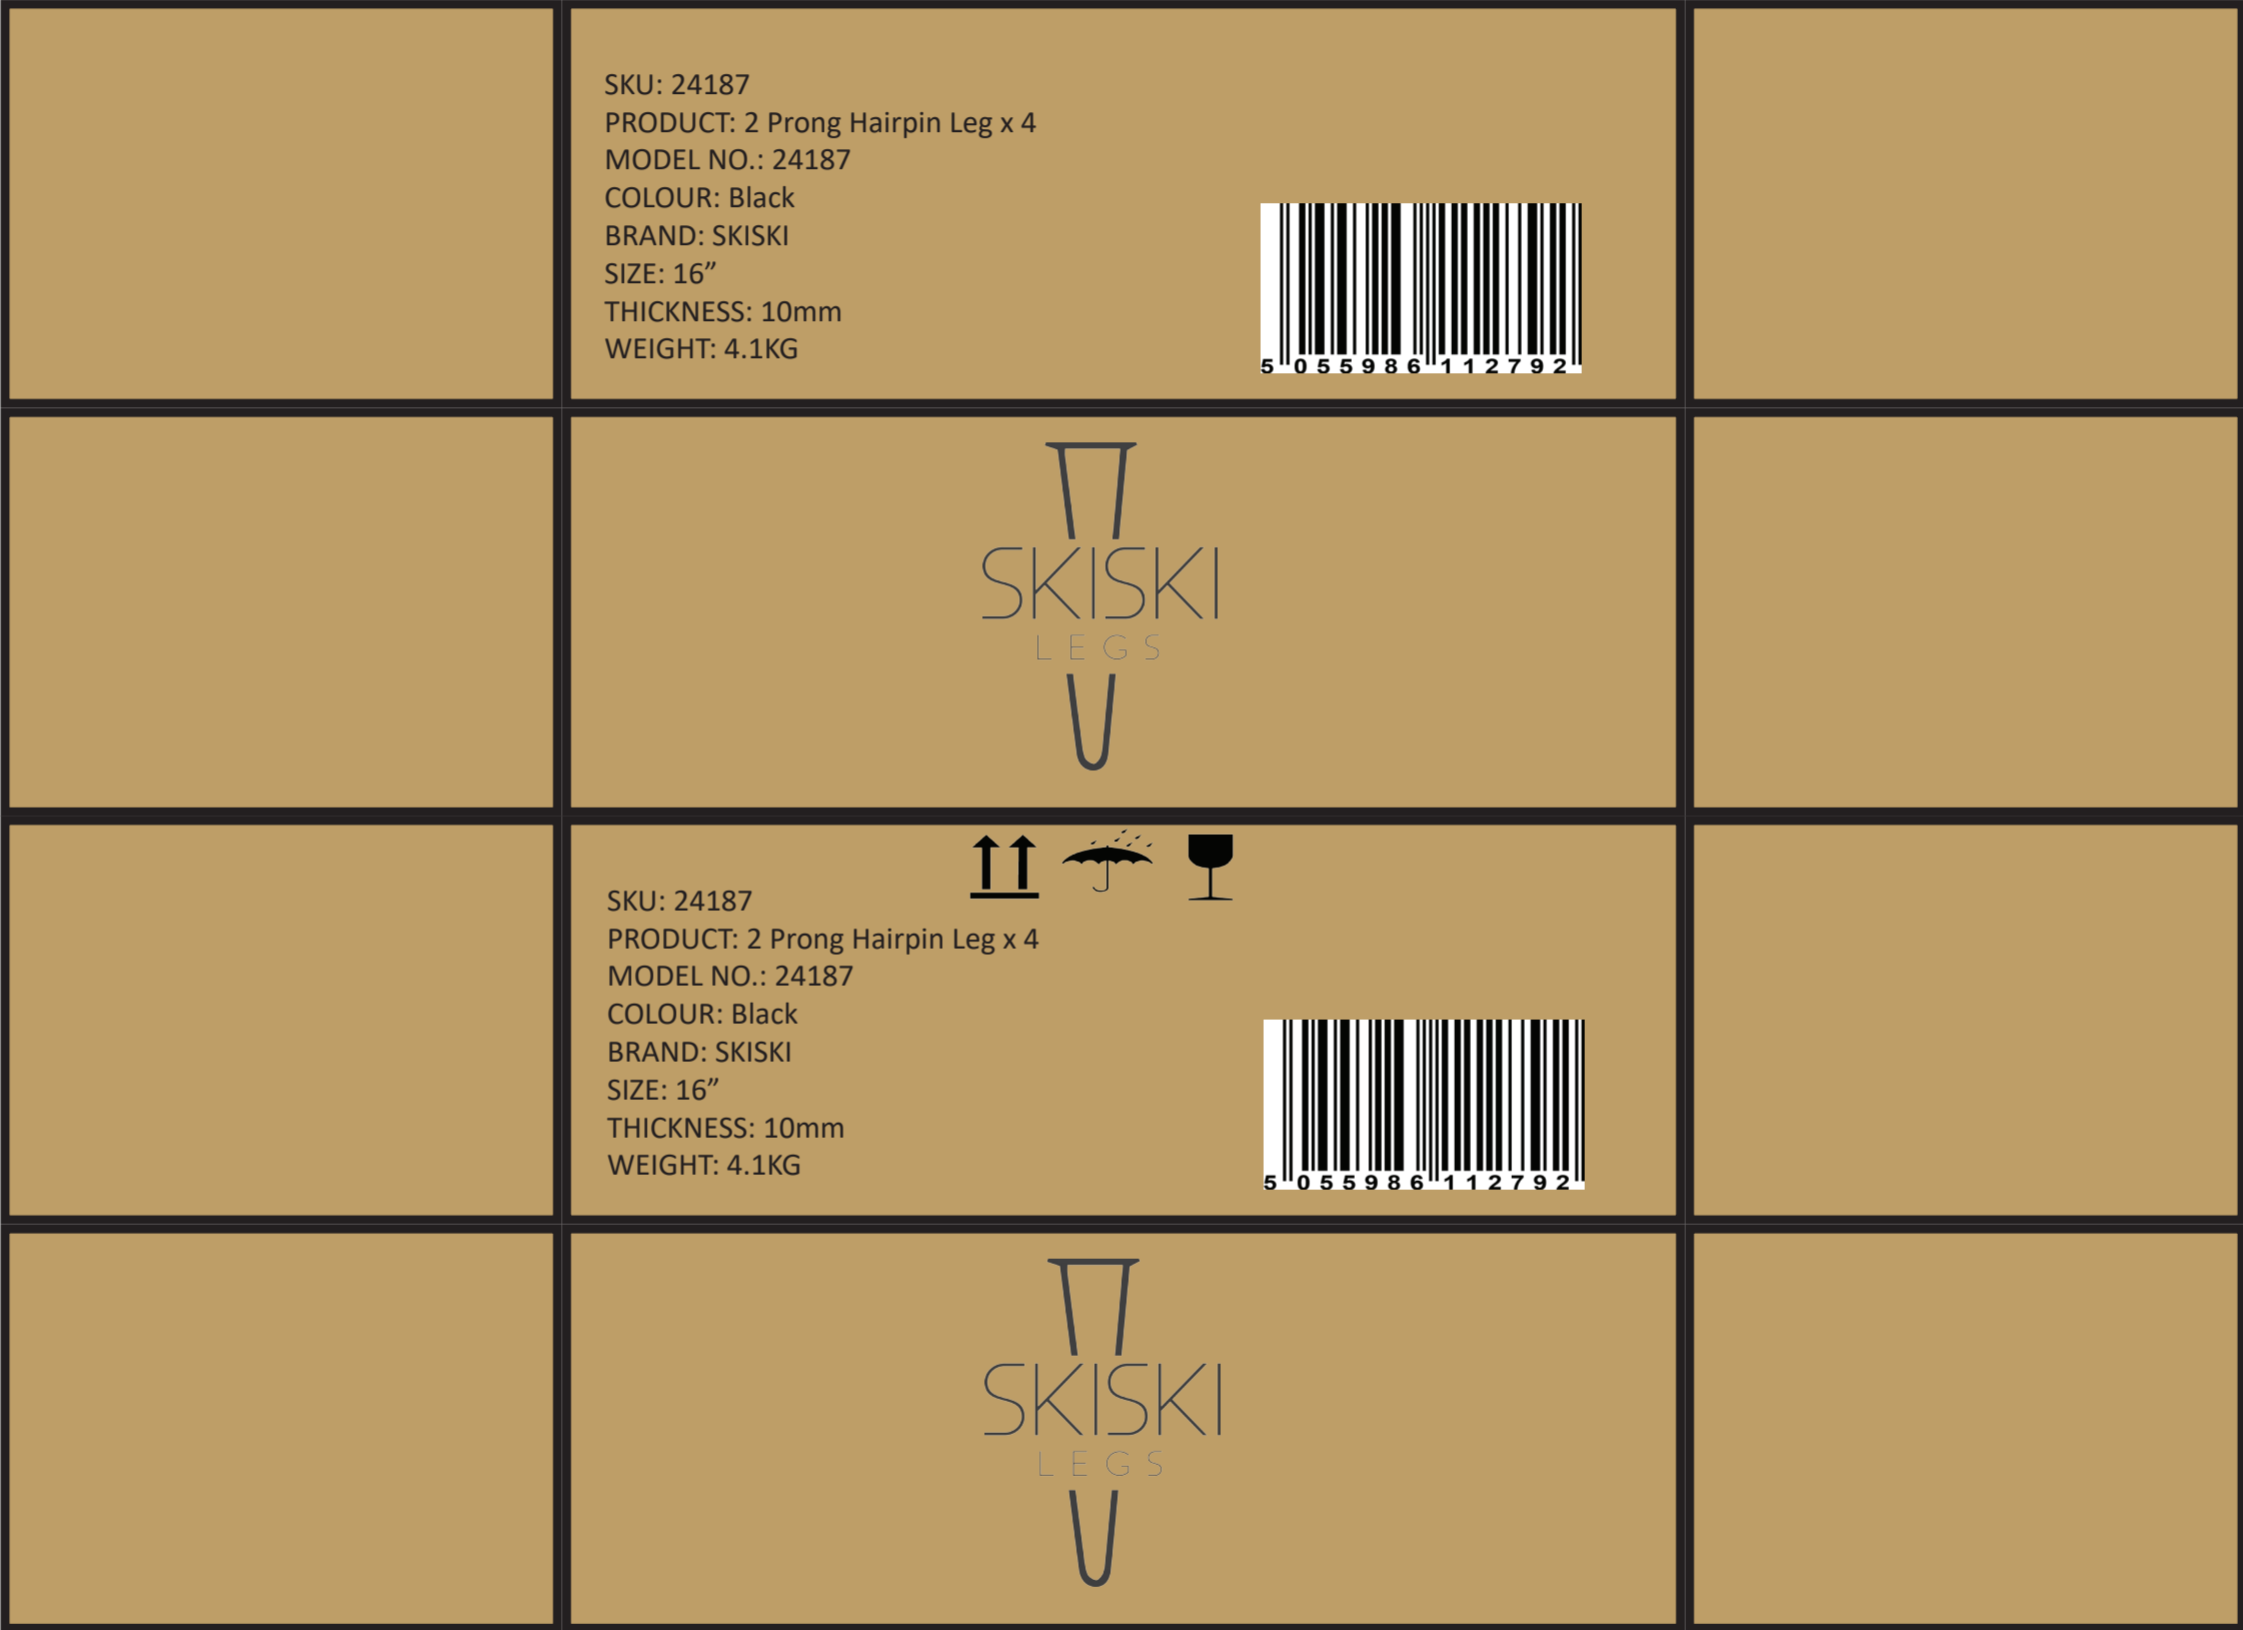 SKU: 24187
PRODUCT: 2 Prong Hairpin Leg x 4
MODEL NO.: 24187
COLOUR: Black
BRAND: SKISKI
SIZE: 16”
THICKNESS: 10mm
WEIGHT: 4.1KG
5 055986 112792
SKISKI
LEGS
SKU: 24187
PRODUCT: 2 Prong Hairpin Leg x 4
MODEL NO.: 24187
COLOUR: Black
BRAND: SKISKI
SIZE: 16”
THICKNESS: 10mm
WEIGHT: 4.1KG
5 055986 112792
SKISKI
LEGS